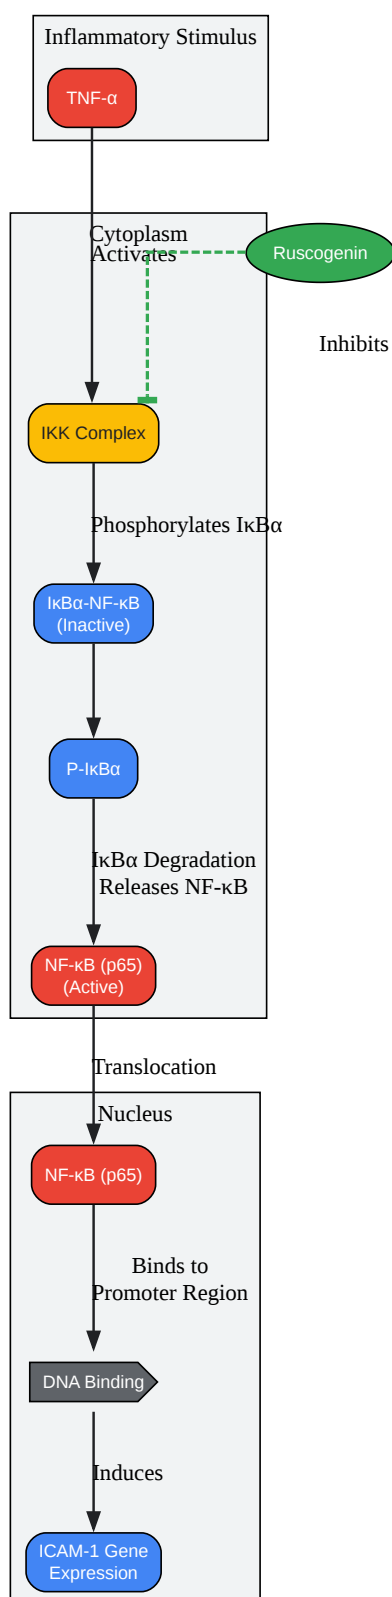 Inflammatory Stimulus
TNF-α
Cytoplasm
Activates
Ruscogenin
Inhibits
IKK Complex
Phosphorylates IκBα
IκBα-NF-κB
(Inactive)
P-IκBα
IκBα Degradation
Releases NF-κB
NF-κB (p65)
(Active)
Translocation
Nucleus
NF-κB (p65)
Binds to
Promoter Region
DNA Binding
Induces
ICAM-1 Gene
Expression